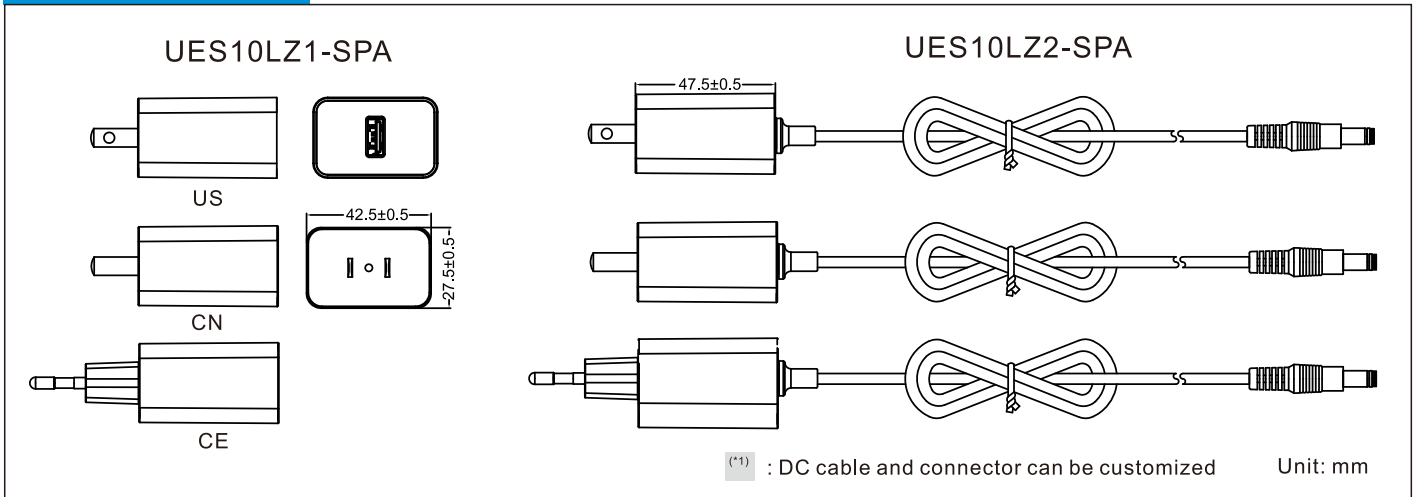 UES10LZ1-SPA
UES10LZ2-SPA
47.5±0.5
US
42.5±0.5
27.5±0.5
CN
CE
(*1) : DC cable and connector can be customized
Unit: mm